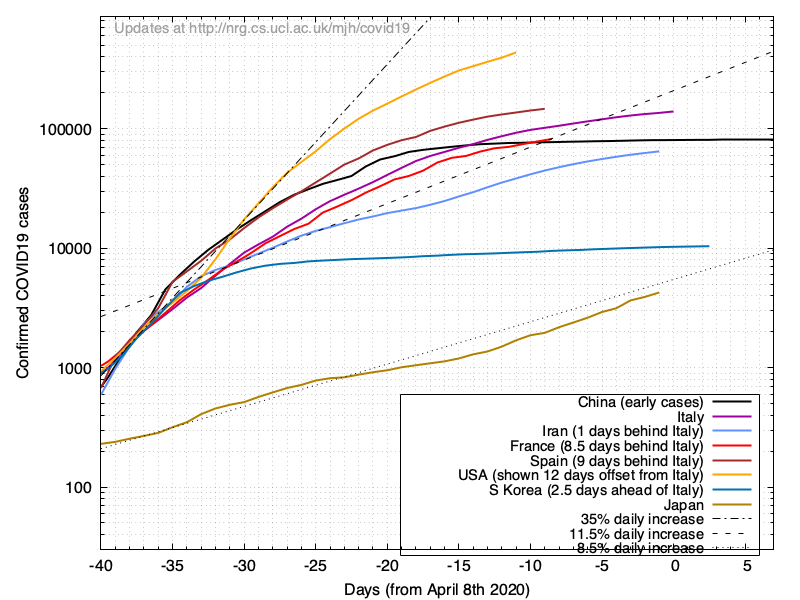 Updates at http://nrg.cs.ucl.ac.uk/mjh/covid19
100000
10000
1000
100
Confirmed COVID19 cases
China (early cases)
Italy
Iran (1 days behind Italy)
France (8.5 days behind Italy)
Spain (9 days behind Italy)
USA (shown 12 days offset from Italy)
S Korea (2.5 days ahead of Italy)
Japan
35% daily increase
11.5% daily increase
8.5% daily increase
-40 -35 -30 -25 -20 -15 -10 -5 0 5
Days (from April 8th 2020)